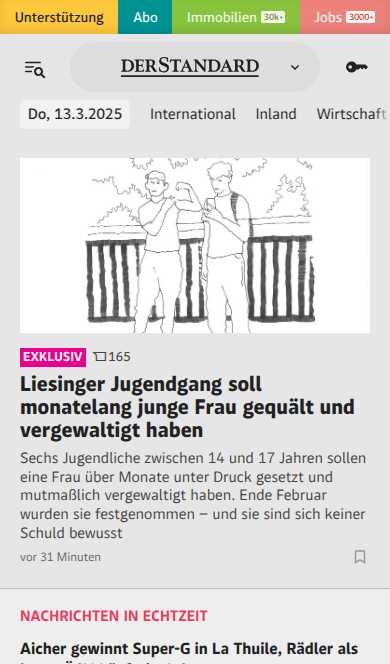 Unterstützung Abo Immobilien 30k+ Jobs 3000+
DERSTANDARD
Do, 13.3.2025 International Inland Wirtschaft
EXKLUSIV 165
Liesinger Jugendgang soll
monatelang junge Frau gequält und
vergewaltigt haben
Sechs Jugendliche zwischen 14 und 17 Jahren sollen
eine Frau über Monate unter Druck gesetzt und
mutmaßlich vergewaltigt haben. Ende Februar
wurden sie festgenommen – und sie sind sich keiner
Schuld bewusst
vor 31 Minuten
NACHRICHTEN IN ECHTZEIT
Aicher gewinnt Super-G in La Thuile, Rädler als